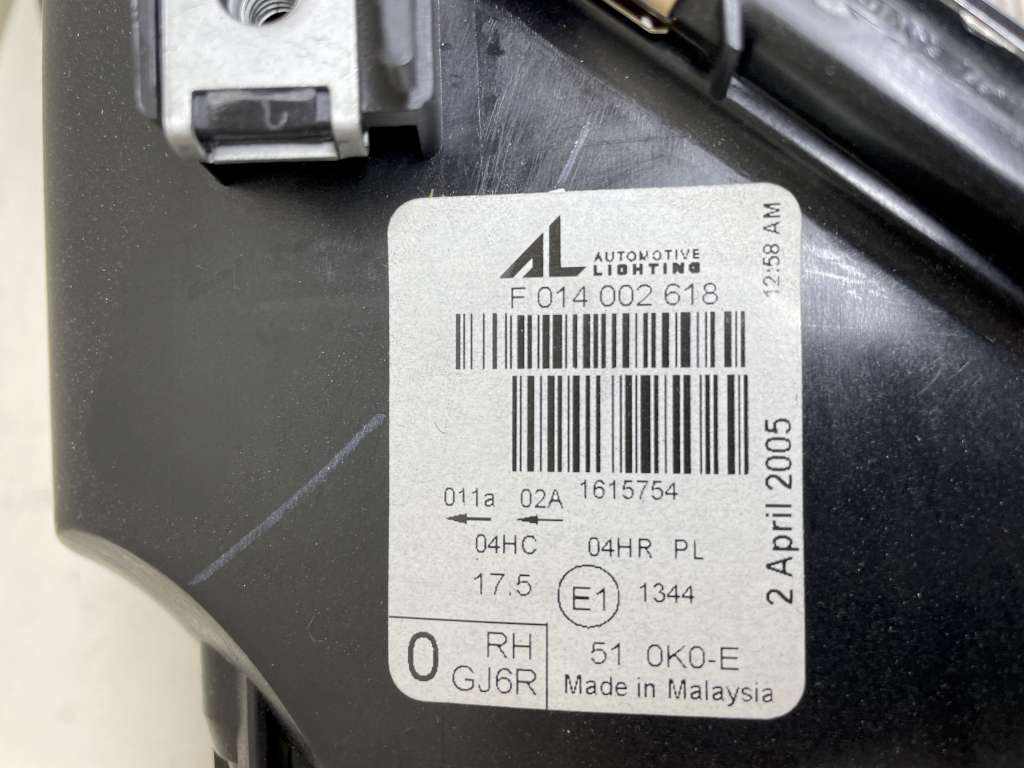 AL AUTOMOTIVE
LIGHTING
F 014 002 618
12:58 AM
1615754
2 April 2005
011a 02A
04HC 04HR PL
17.5 E1 1344
0 RH
GJ6R
51 0K0-E
Made in Malaysia